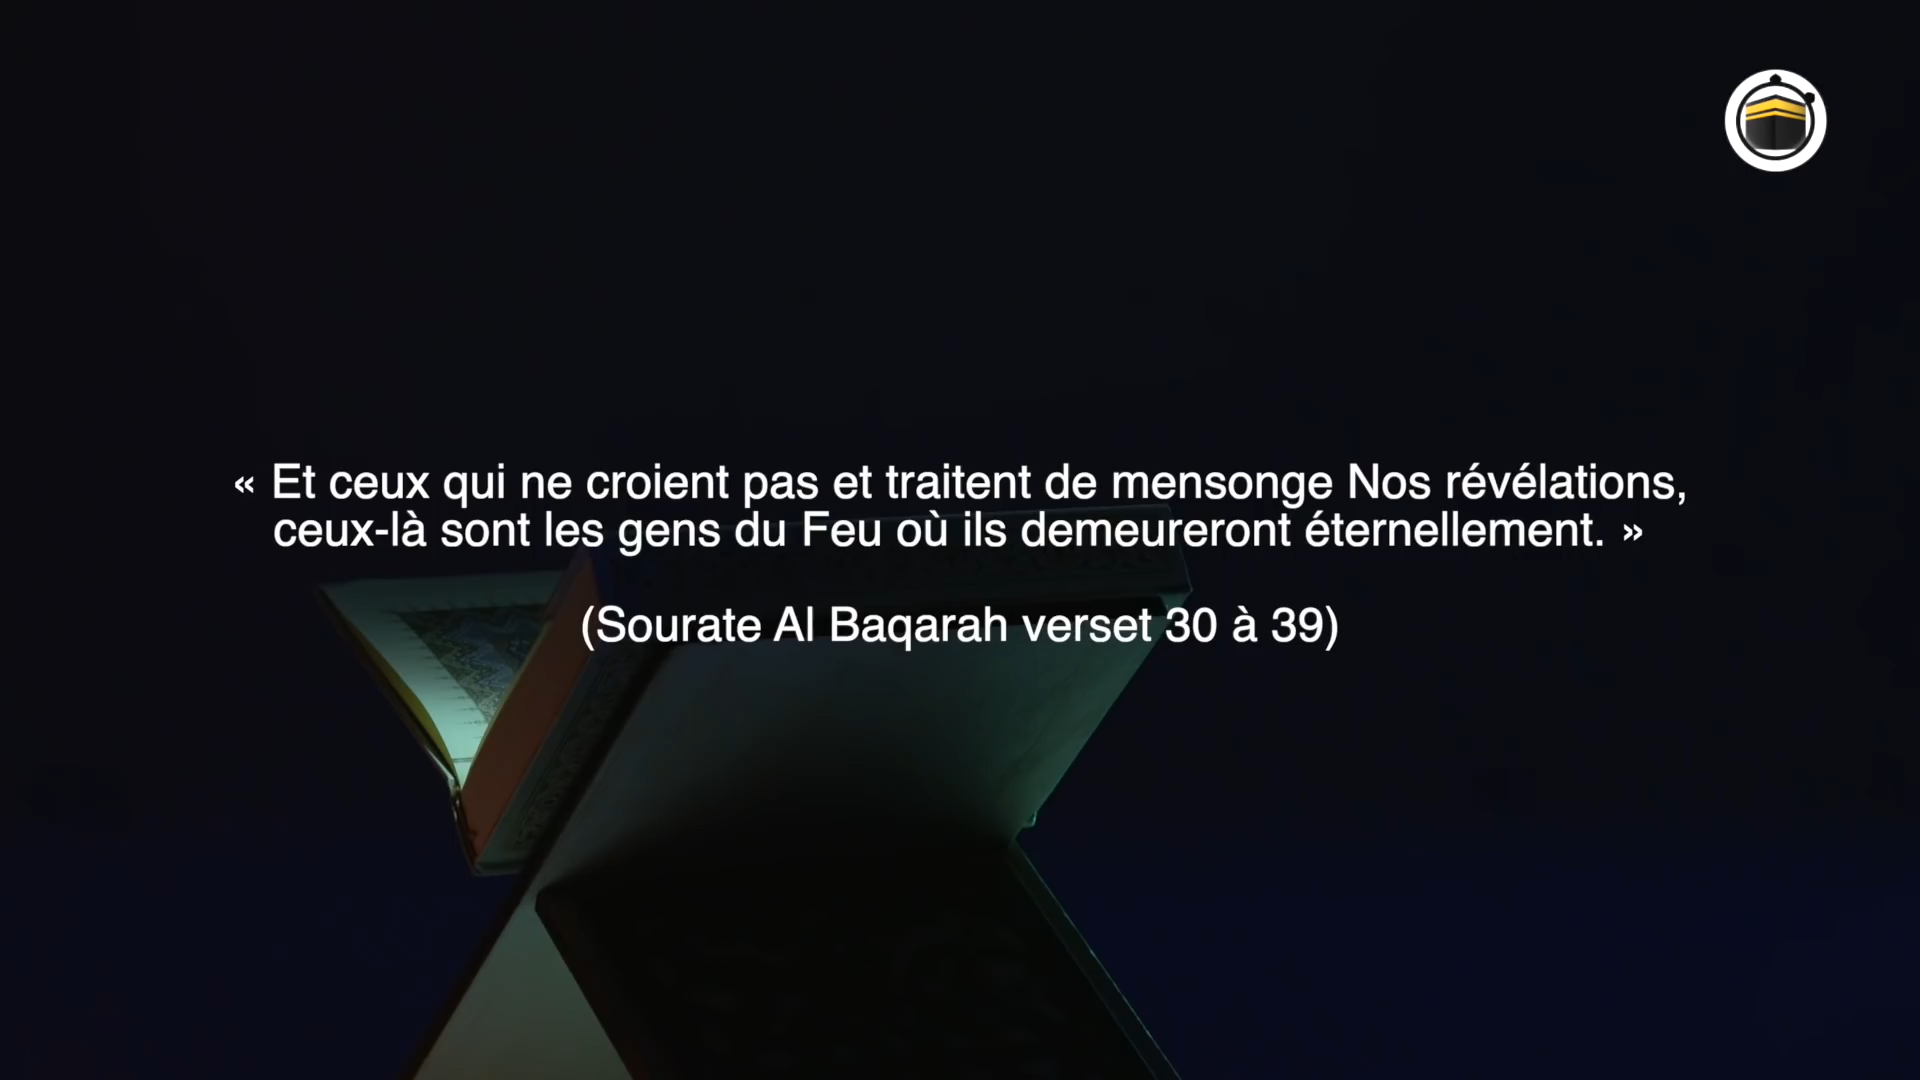 « Et ceux qui ne croient pas et traitent de mensonge Nos révélations,
ceux-là sont les gens du Feu où ils demeureront éternellement. »
(Sourate Al Baqarah verset 30 à 39)